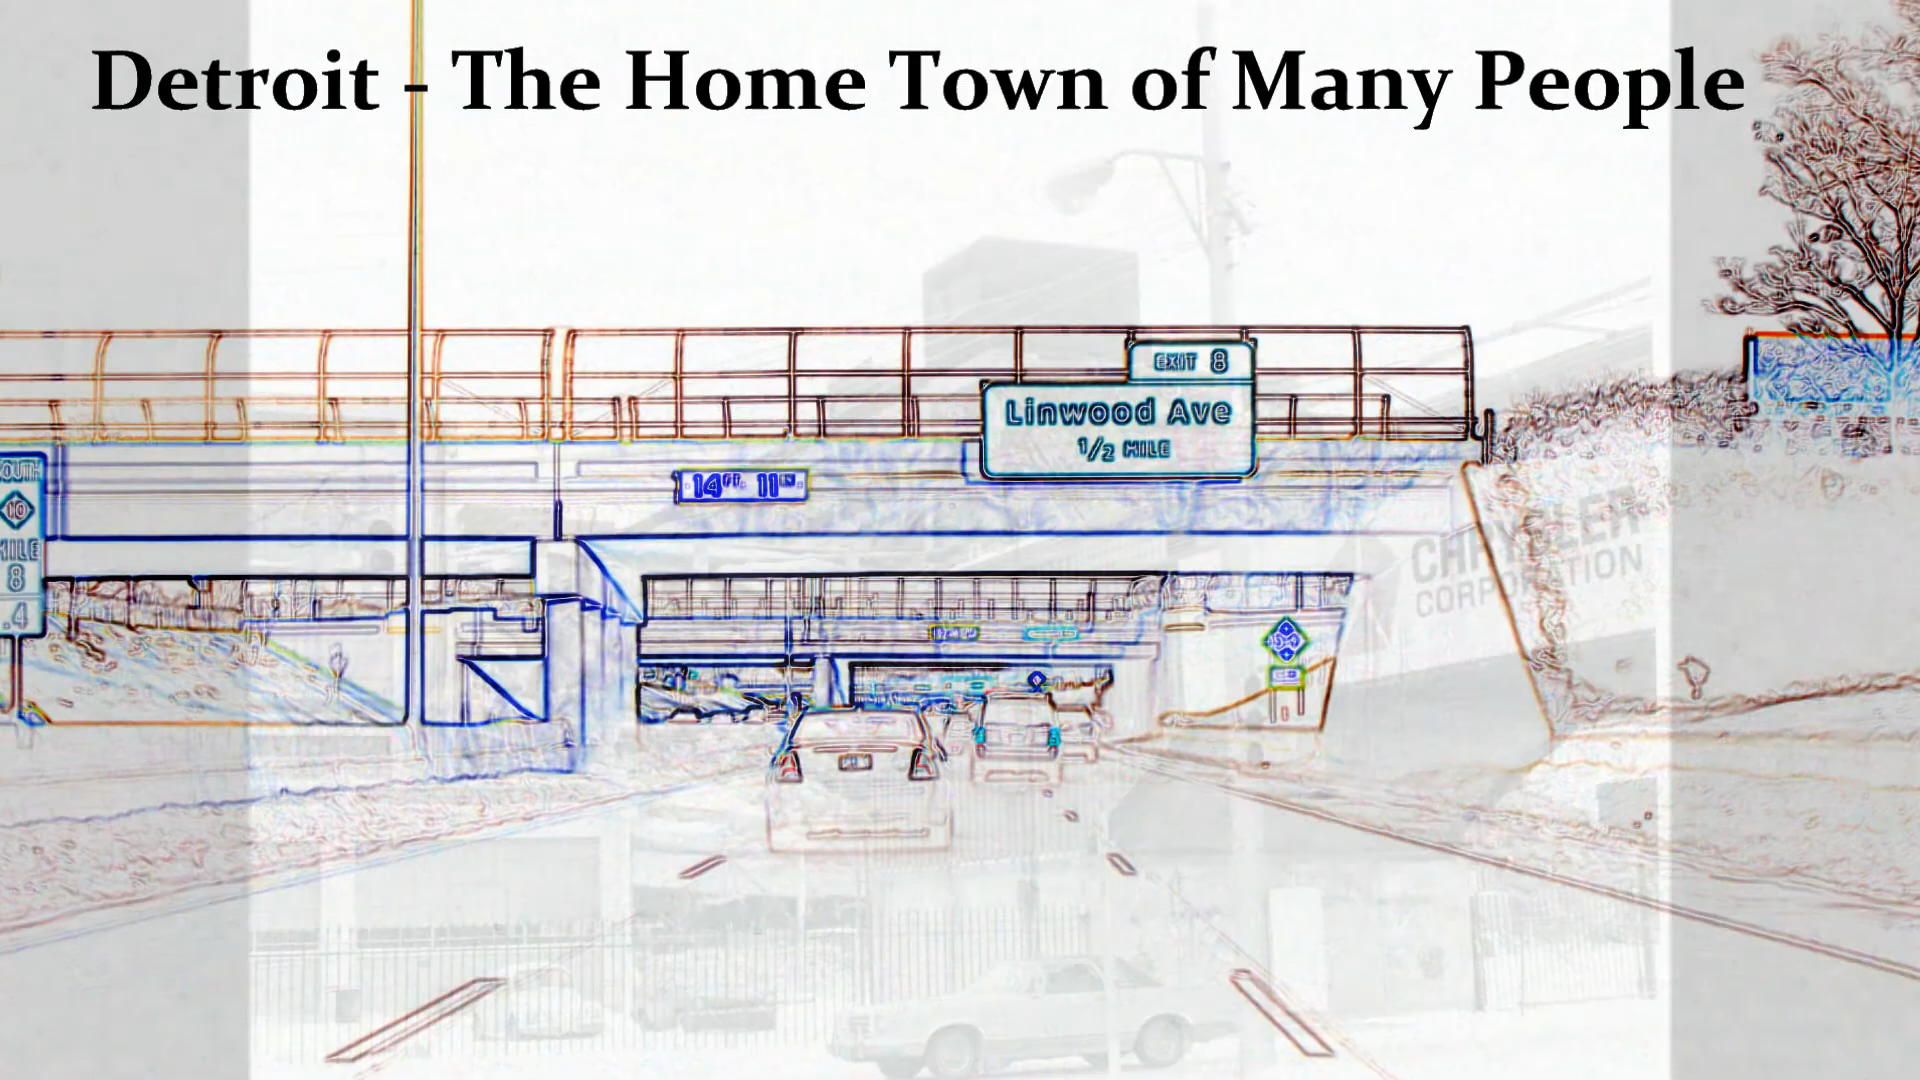 Detroit - The Home Town of Many People
EXIT 8
Linwood Ave
1/2 MILE
14FT. 11IN.
SOUTH
10
MILE
8
.4
CHRYSLER
CORPORATION